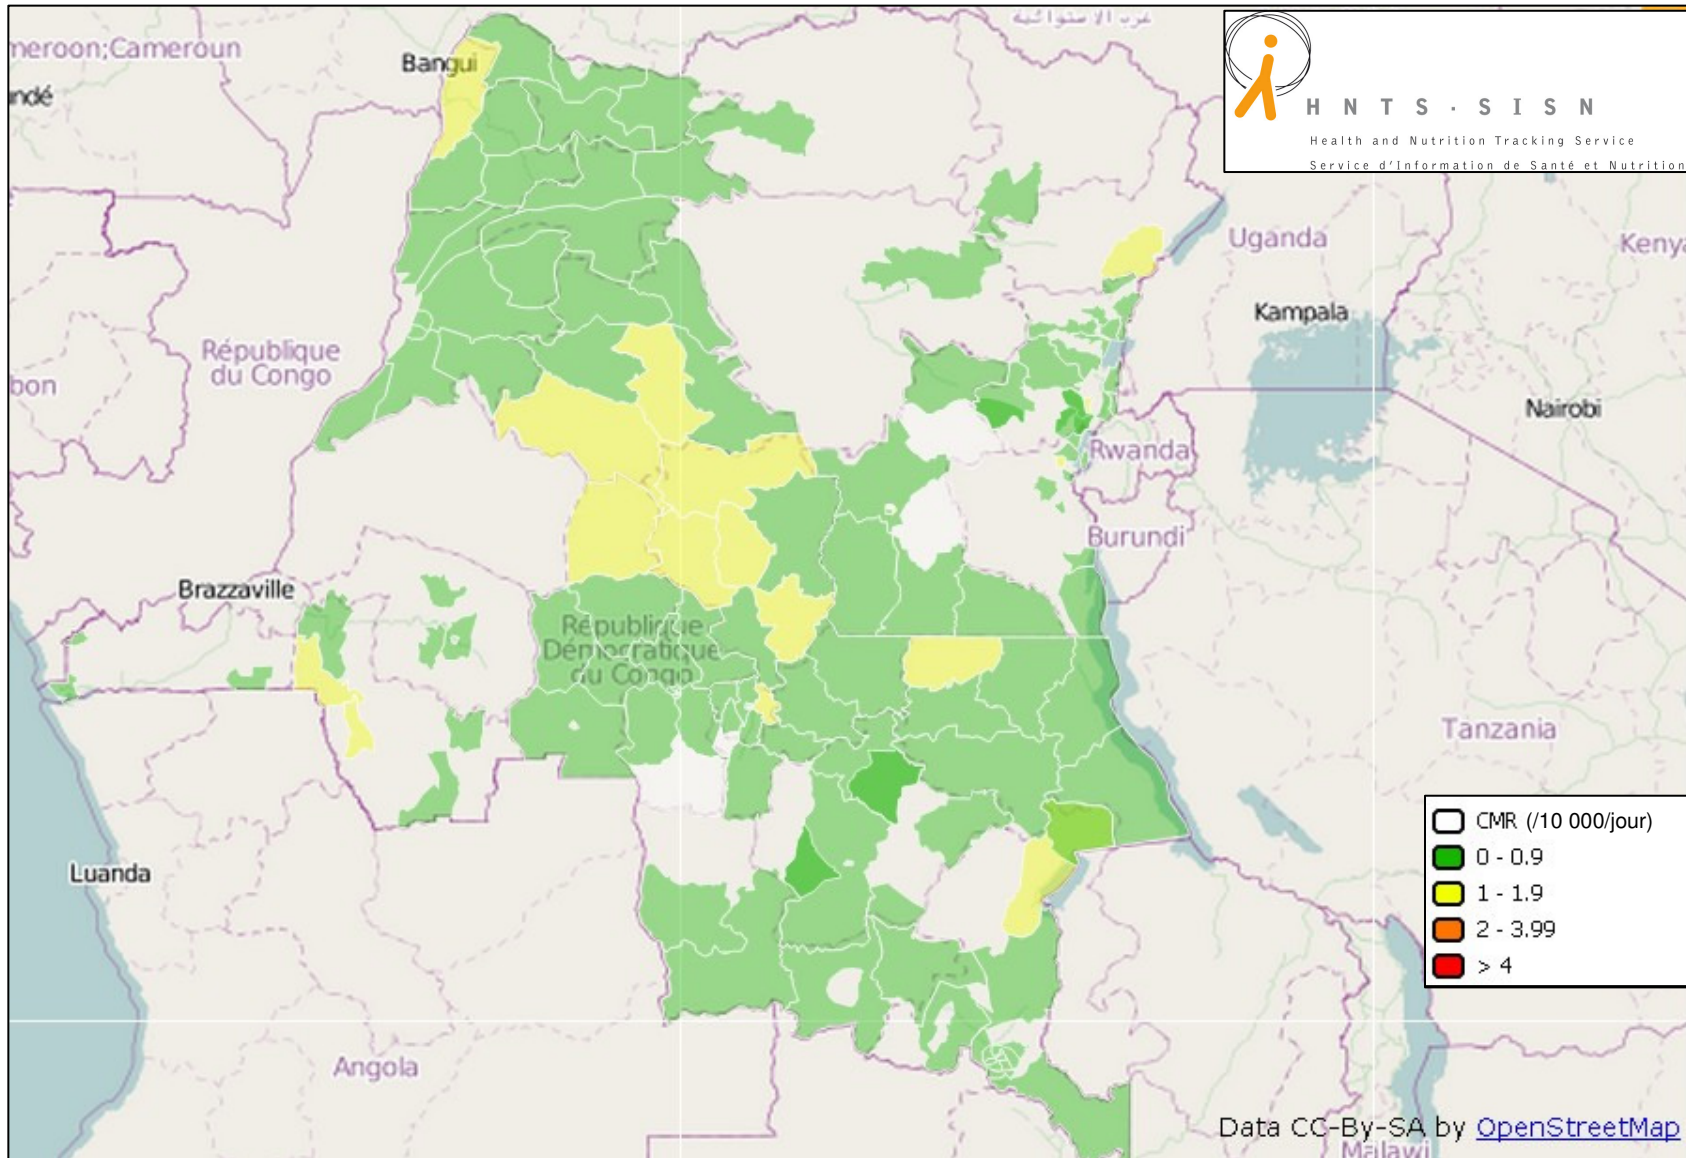 meroon;Cameroun
غرب الاستوائية
Bangui
ndé
H N T S · S I S N
Health and Nutrition Tracking Service
Service d'Information de Santé et Nutrition
Uganda
Kenya
Kampala
République
du Congo
bon
Nairobi
Rwanda
Burundi
Brazzaville
République
Démocratique
du Congo
Tanzania
Luanda
CMR (/10 000/jour)
0 - 0.9
1 - 1.9
2 - 3.99
> 4
Angola
Data CC-By-SA by OpenStreetMap
Malawi